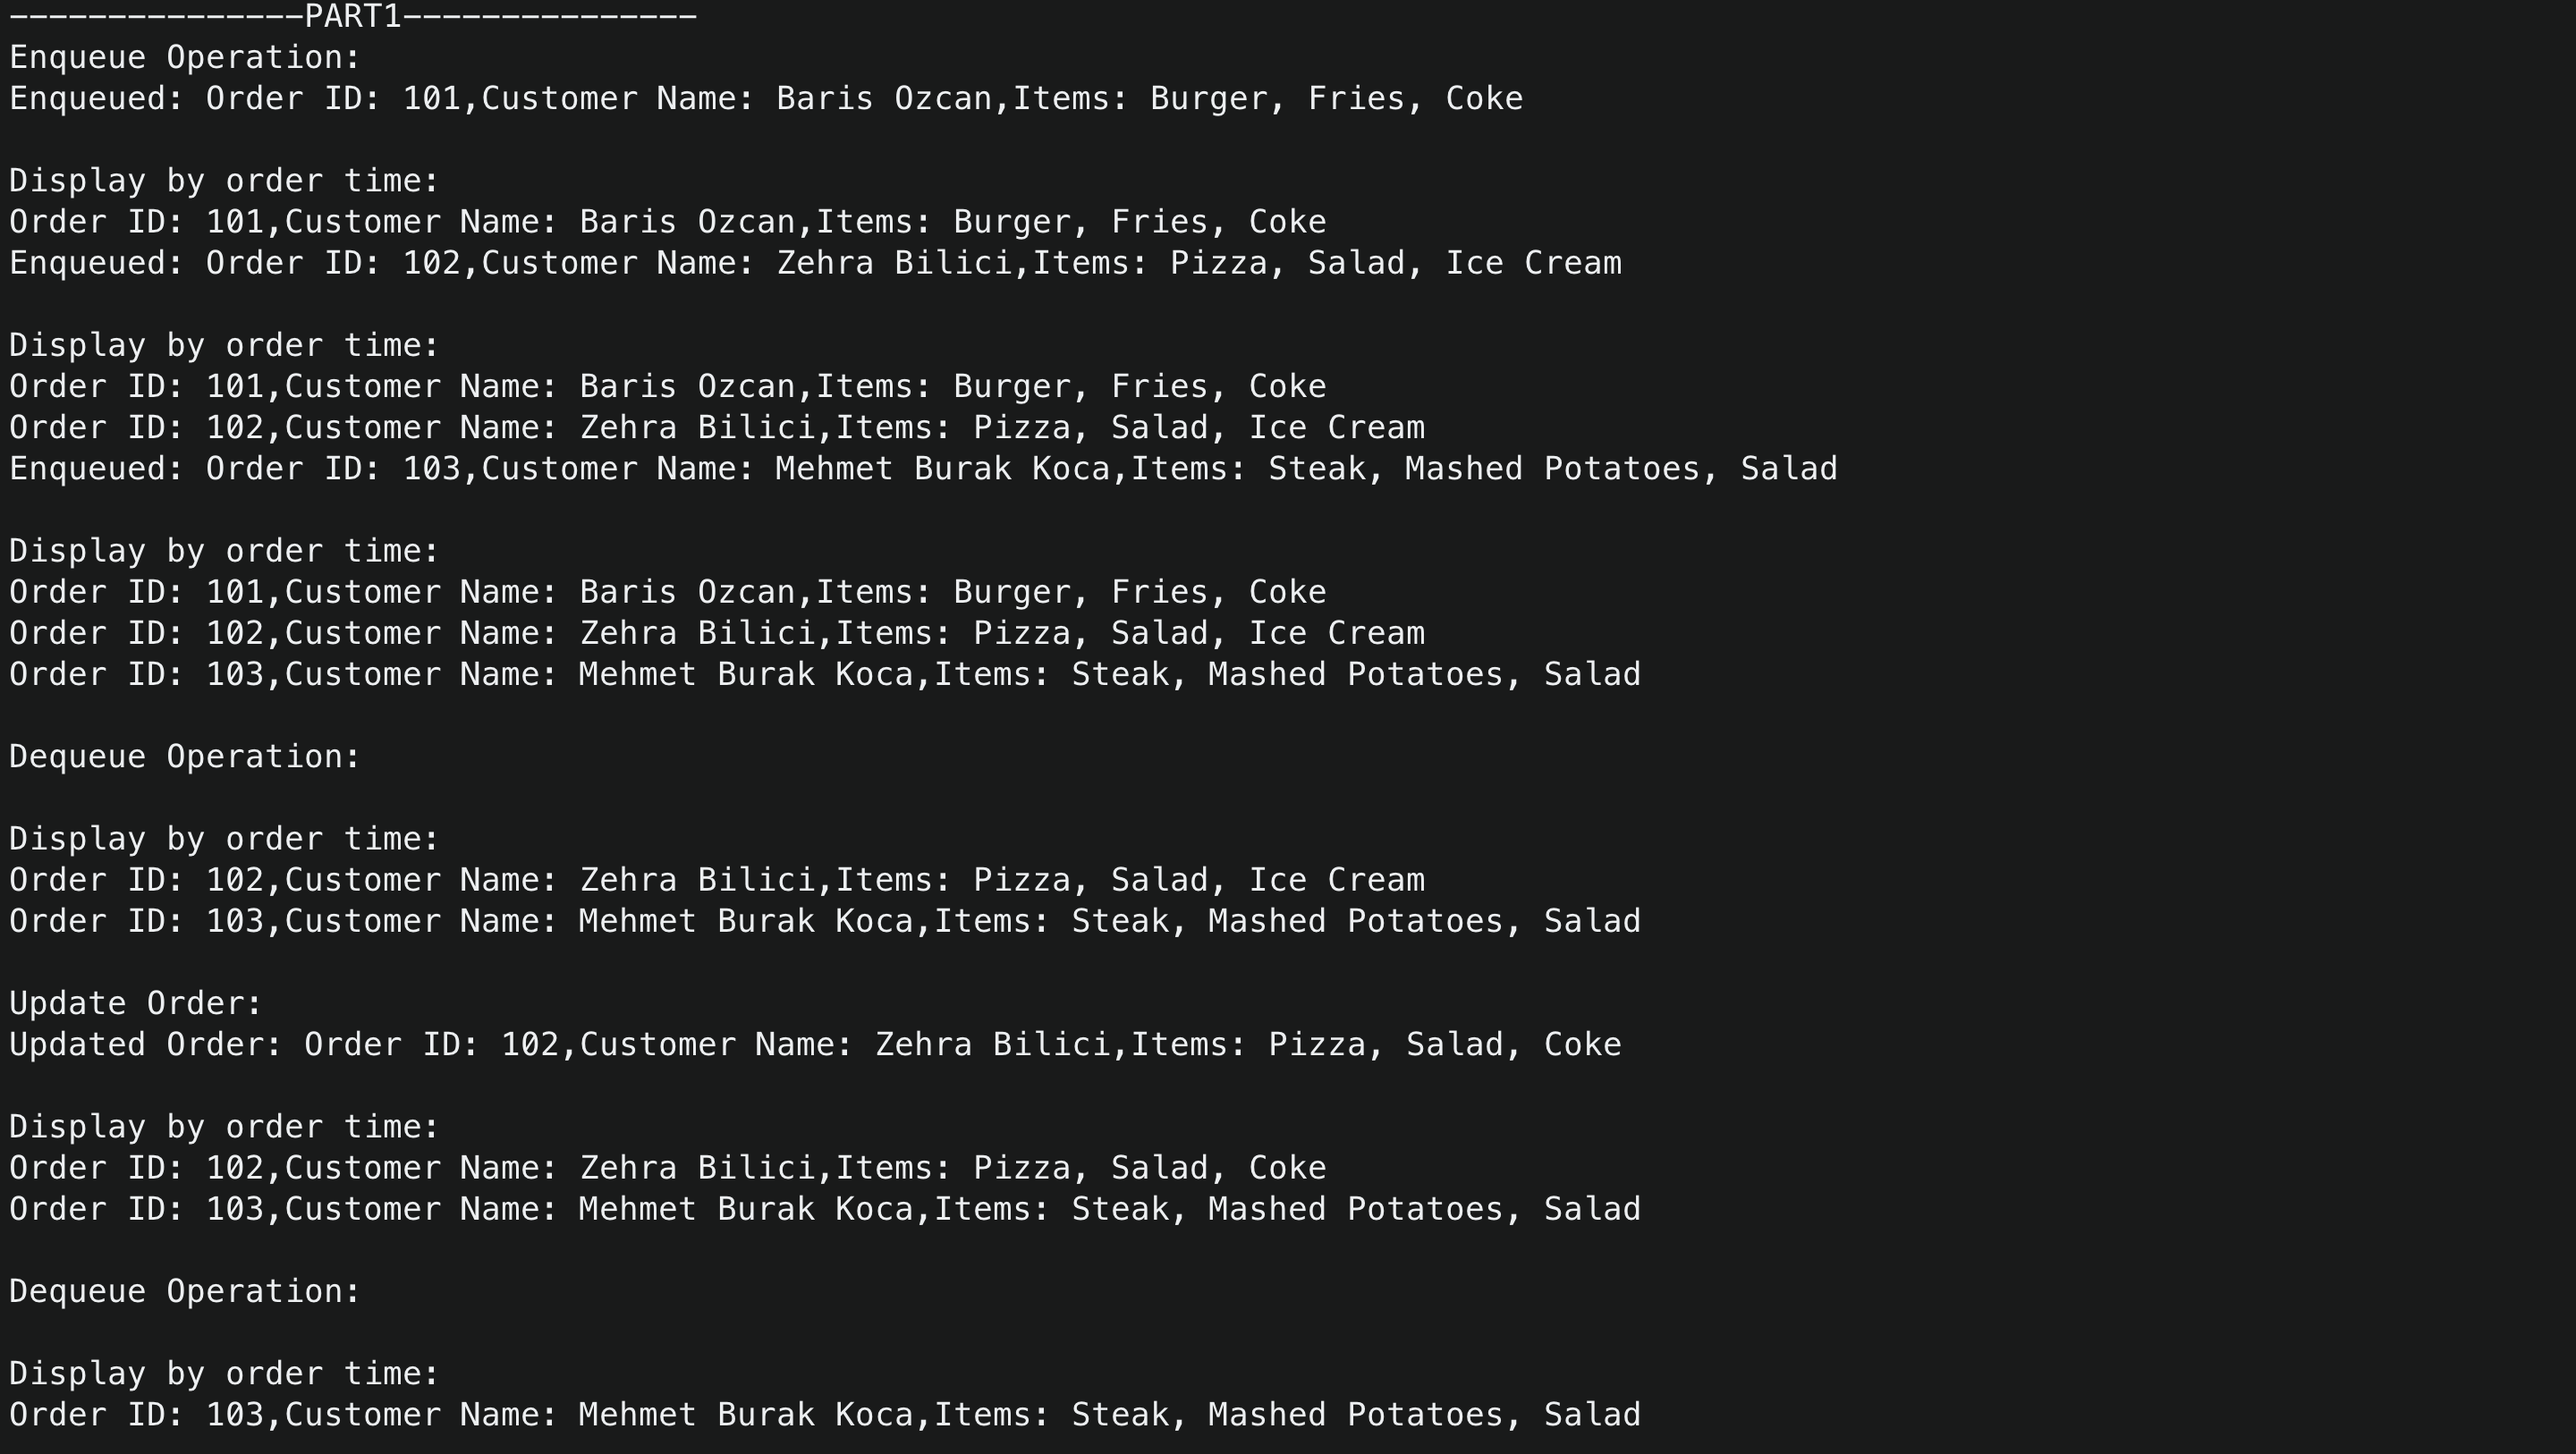 ---------------PART1---------------
Enqueue Operation:
Enqueued: Order ID: 101,Customer Name: Baris Ozcan,Items: Burger, Fries, Coke
Display by order time:
Order ID: 101,Customer Name: Baris Ozcan,Items: Burger, Fries, Coke
Enqueued: Order ID: 102,Customer Name: Zehra Bilici,Items: Pizza, Salad, Ice Cream
Display by order time:
Order ID: 101,Customer Name: Baris Ozcan,Items: Burger, Fries, Coke
Order ID: 102,Customer Name: Zehra Bilici,Items: Pizza, Salad, Ice Cream
Enqueued: Order ID: 103,Customer Name: Mehmet Burak Koca,Items: Steak, Mashed Potatoes, Salad
Display by order time:
Order ID: 101,Customer Name: Baris Ozcan,Items: Burger, Fries, Coke
Order ID: 102,Customer Name: Zehra Bilici,Items: Pizza, Salad, Ice Cream
Order ID: 103,Customer Name: Mehmet Burak Koca,Items: Steak, Mashed Potatoes, Salad
Dequeue Operation:
Display by order time:
Order ID: 102,Customer Name: Zehra Bilici,Items: Pizza, Salad, Ice Cream
Order ID: 103,Customer Name: Mehmet Burak Koca,Items: Steak, Mashed Potatoes, Salad
Update Order:
Updated Order: Order ID: 102,Customer Name: Zehra Bilici,Items: Pizza, Salad, Coke
Display by order time:
Order ID: 102,Customer Name: Zehra Bilici,Items: Pizza, Salad, Coke
Order ID: 103,Customer Name: Mehmet Burak Koca,Items: Steak, Mashed Potatoes, Salad
Dequeue Operation:
Display by order time:
Order ID: 103,Customer Name: Mehmet Burak Koca,Items: Steak, Mashed Potatoes, Salad